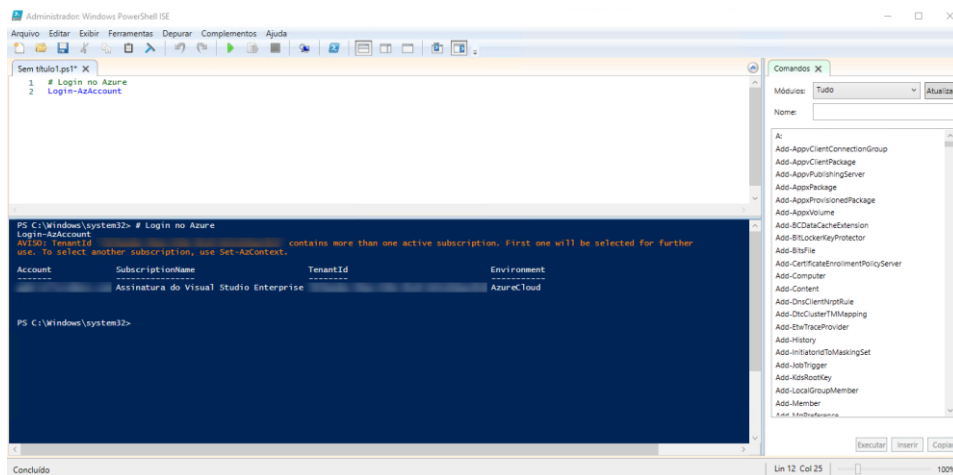 Administrador: Windows PowerShell ISE
Arquivo Editar Exibir Ferramentas Depurar Complementos Ajuda
Sem título1.ps1* X
1 # Login no Azure
2 Login-AzAccount
PS C:\Windows\system32> # Login no Azure
Login-AzAccount
AVISO: TenantId contains more than one active subscription. First one will be selected for further
use. To select another subscription, use Set-AzContext.
Account SubscriptionName TenantId Environment
------- ---------------- -------- -----------
Assinatura do Visual Studio Enterprise AzureCloud
PS C:\Windows\system32>
Comandos X
Módulos: Tudo Atualiza
Nome:
A:
Add-AppvClientConnectionGroup
Add-AppvClientPackage
Add-AppvPublishingServer
Add-AppxPackage
Add-AppxProvisionedPackage
Add-AppxVolume
Add-BCDataCacheExtension
Add-BitLockerKeyProtector
Add-BitsFile
Add-CertificateEnrollmentPolicyServer
Add-Computer
Add-Content
Add-DnsClientNrptRule
Add-DtcClusterTMMapping
Add-EtwTraceProvider
Add-History
Add-InitiatorIdToMaskingSet
Add-JobTrigger
Add-KdsRootKey
Add-LocalGroupMember
Add-Member
Add-MpPreference
Executar Inserir Copiar
Concluído
Lin 12 Col 25 100%